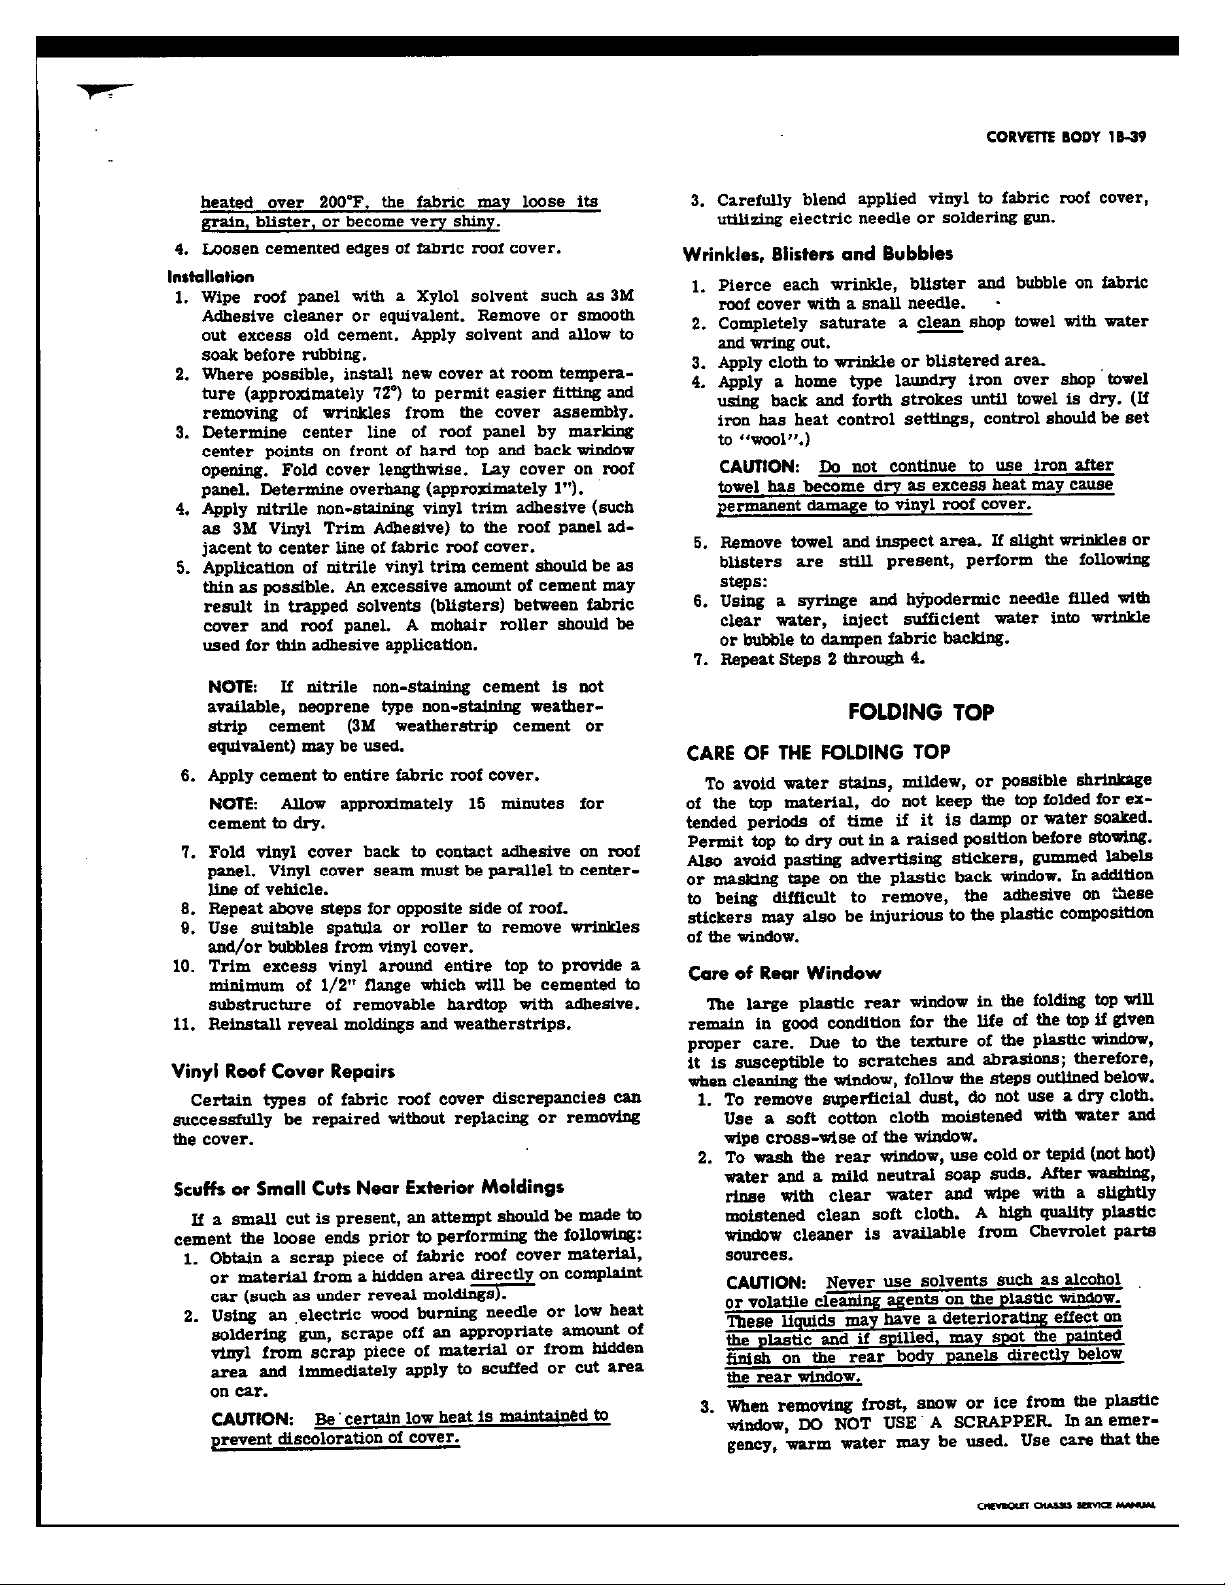 CORVETTE BODY 1B-39
heated over 200°F, the fabric may loose its
grain, blister, or become very shiny.
4. Loosen cemented edges of fabric roof cover.
Installation
1. Wipe roof panel with a Xylol solvent such as 3M
Adhesive cleaner or equivalent. Remove or smooth
out excess old cement. Apply solvent and allow to
soak before rubbing.
2. Where possible, install new cover at room tempera-
ture (approximately 72°) to permit easier fitting and
removing of wrinkles from the cover assembly.
3. Determine center line of roof panel by marking
center points on front of hard top and back window
opening. Fold cover lengthwise. Lay cover on roof
panel. Determine overhang (approximately 1").
4. Apply nitrile non-staining vinyl trim adhesive (such
as 3M Vinyl Trim Adhesive) to the roof panel ad-
jacent to center line of fabric roof cover.
5. Application of nitrile vinyl trim cement should be as
thin as possible. An excessive amount of cement may
result in trapped solvents (blisters) between fabric
cover and roof panel. A mohair roller should be
used for thin adhesive application.
NOTE: If nitrile non-staining cement is not
available, neoprene type non-staining weather-
strip cement (3M weatherstrip cement or
equivalent) may be used.
6. Apply cement to entire fabric roof cover.
NOTE: Allow approximately 15 minutes for
cement to dry.
7. Fold vinyl cover back to contact adhesive on roof
panel. Vinyl cover seam must be parallel to center-
line of vehicle.
8. Repeat above steps for opposite side of roof.
9. Use suitable spatula or roller to remove wrinkles
and/or bubbles from vinyl cover.
10. Trim excess vinyl around entire top to provide a
minimum of 1/2" flange which will be cemented to
substructure of removable hardtop with adhesive.
11. Reinstall reveal moldings and weatherstrips.
Vinyl Roof Cover Repairs
Certain types of fabric roof cover discrepancies can
successfully be repaired without replacing or removing
the cover.
Scuffs or Small Cuts Near Exterior Moldings
If a small cut is present, an attempt should be made to
cement the loose ends prior to performing the following:
1. Obtain a scrap piece of fabric roof cover material,
or material from a hidden area directly on complaint
car (such as under reveal moldings).
2. Using an electric wood burning needle or low heat
soldering gun, scrape off an appropriate amount of
vinyl from scrap piece of material or from hidden
area and immediately apply to scuffed or cut area
on car.
CAUTION: Be certain low heat is maintained to
prevent discoloration of cover.
3. Carefully blend applied vinyl to fabric roof cover,
utilizing electric needle or soldering gun.
Wrinkles, Blisters and Bubbles
1. Pierce each wrinkle, blister and bubble on fabric
roof cover with a snall needle.
2. Completely saturate a clean shop towel with water
and wring out.
3. Apply cloth to wrinkle or blistered area.
4. Apply a home type laundry iron over shop towel
using back and forth strokes until towel is dry. (If
iron has heat control settings, control should be set
to "wool".)
CAUTION: Do not continue to use iron after
towel has become dry as excess heat may cause
permanent damage to vinyl roof cover.
5. Remove towel and inspect area. If slight wrinkles or
blisters are still present, perform the following
steps:
6. Using a syringe and hypodermic needle filled with
clear water, inject sufficient water into wrinkle
or bubble to dampen fabric backing.
7. Repeat Steps 2 through 4.
FOLDING TOP
CARE OF THE FOLDING TOP
To avoid water stains, mildew, or possible shrinkage
of the top material, do not keep the top folded for ex-
tended periods of time if it is damp or water soaked.
Permit top to dry out in a raised position before stowing.
Also avoid pasting advertising stickers, gummed labels
or masking tape on the plastic back window. In addition
to being difficult to remove, the adhesive on these
stickers may also be injurious to the plastic composition
of the window.
Care of Rear Window
The large plastic rear window in the folding top will
remain in good condition for the life of the top if given
proper care. Due to the texture of the plastic window,
it is susceptible to scratches and abrasions; therefore,
when cleaning the window, follow the steps outlined below.
1. To remove superficial dust, do not use a dry cloth.
Use a soft cotton cloth moistened with water and
wipe cross-wise of the window.
2. To wash the rear window, use cold or tepid (not hot)
water and a mild neutral soap suds. After washing,
rinse with clear water and wipe with a slightly
moistened clean soft cloth. A high quality plastic
window cleaner is available from Chevrolet parts
sources.
CAUTION: Never use solvents such as alcohol
or volatile cleaning agents on the plastic window.
These liquids may have a deteriorating effect on
the plastic and if spilled, may spot the painted
finish on the rear body panels directly below
the rear window.
3. When removing frost, snow or ice from the plastic
window, DO NOT USE A SCRAPPER. In an emer-
gency, warm water may be used. Use care that the
CHEVROLET CHASSIS SERVICE MANUAL